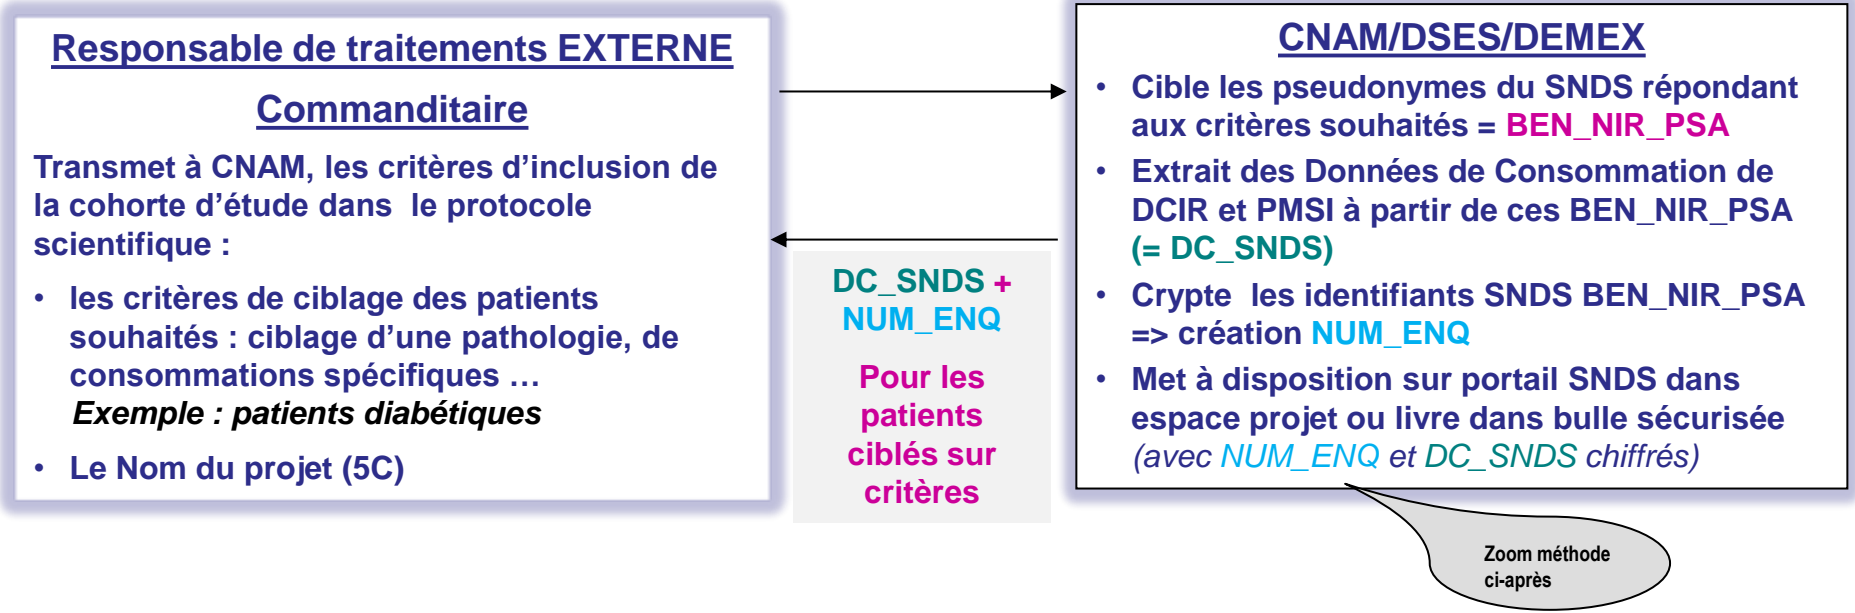 Responsable de traitements EXTERNE
Commanditaire
Transmet à CNAM, les critères d'inclusion de
la cohorte d'étude dans le protocole
scientifique :
• les critères de ciblage des patients
souhaités : ciblage d'une pathologie, de
consommations spécifiques …
Exemple : patients diabétiques
• Le Nom du projet (5C)
DC_SNDS +
NUM_ENQ
Pour les
patients
ciblés sur
critères
CNAM/DSES/DEMEX
• Cible les pseudonymes du SNDS répondant
aux critères souhaités = BEN_NIR_PSA
• Extrait des Données de Consommation de
DCIR et PMSI à partir de ces BEN_NIR_PSA
(= DC_SNDS)
• Crypte les identifiants SNDS BEN_NIR_PSA
=> création NUM_ENQ
• Met à disposition sur portail SNDS dans
espace projet ou livre dans bulle sécurisée
(avec NUM_ENQ et DC_SNDS chiffrés)
Zoom méthode
ci-après